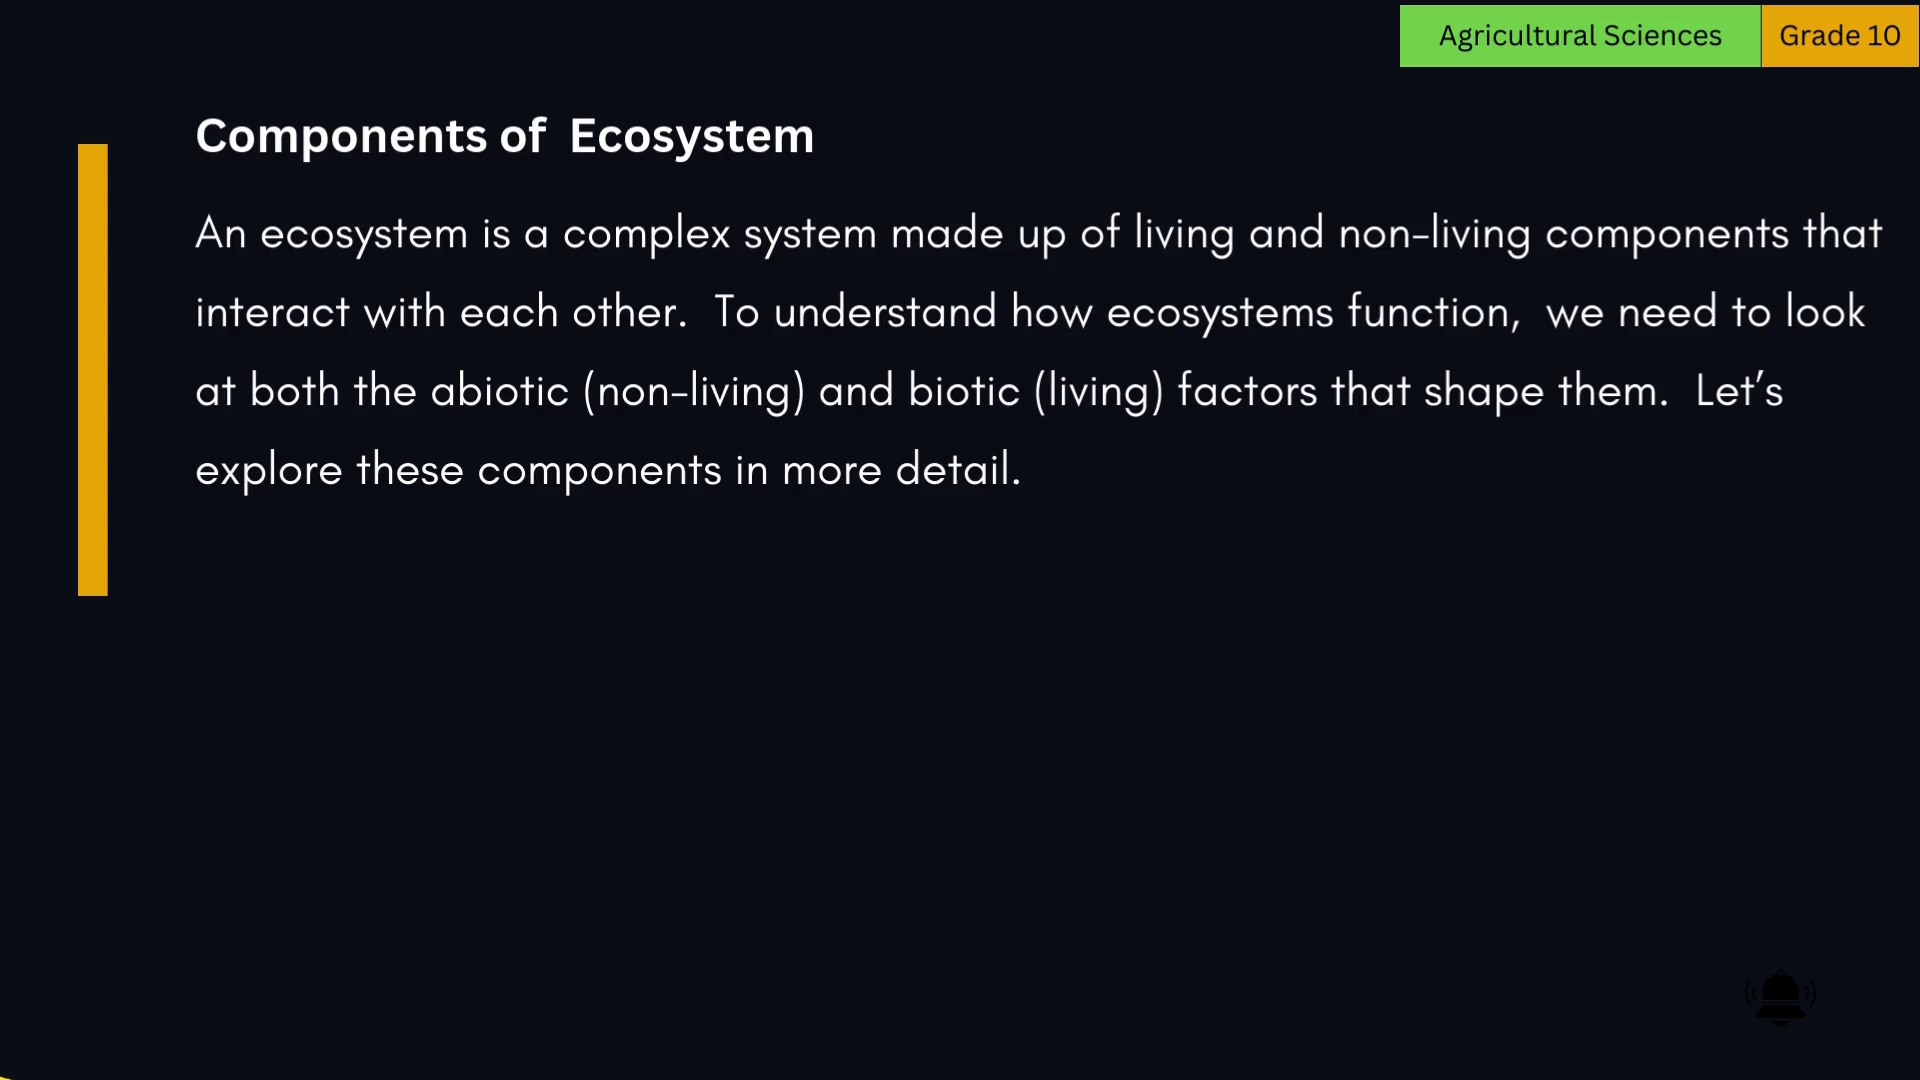 Agricultural Sciences Grade 10
Components of  Ecosystem
An ecosystem is a complex system made up of living and non-living components that
interact with each other.  To understand how ecosystems function,  we need to look
at both the abiotic (non-living) and biotic (living) factors that shape them.  Let’s
explore these components in more detail.